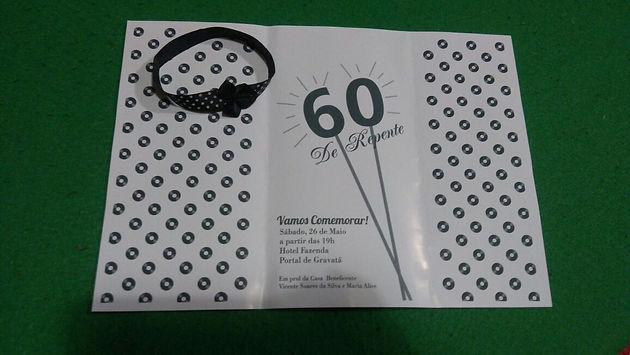 60
De Repente
Vamos Comemorar!
Sábado, 26 de Maio
a partir das 19h
Hotel Fazenda
Portal de Gravatá
Em prol da Casa Beneficente
Vicente Soares da Silva e Maria Alice